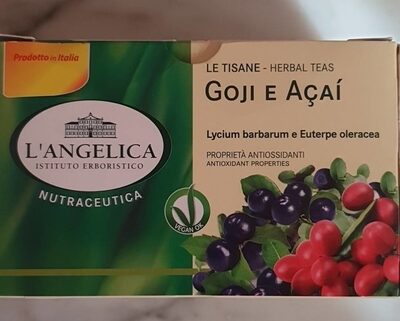 Prodotto in Italia
LE TISANE - HERBAL TEAS
GOJI E AÇAÍ
Lycium barbarum e Euterpe oleracea
PROPRIETÀ ANTIOSSIDANTI
ANTIOXIDANT PROPERTIES
L'ANGELICA
ISTITUTO ERBORISTICO
NUTRACEUTICA
VEGAN OK